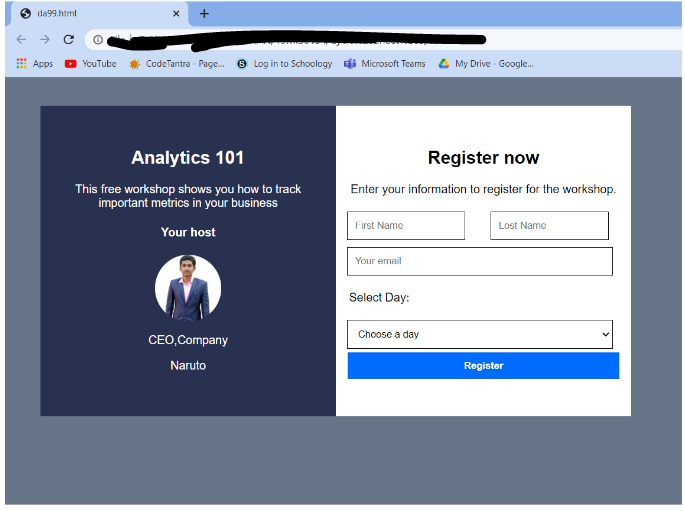 da99.html
Apps YouTube CodeTantra - Page... Log in to Schoology Microsoft Teams My Drive - Google...
Analytics 101
This free workshop shows you how to track
important metrics in your business
Your host
CEO,Company
Naruto
Register now
Enter your information to register for the workshop.
First Name Lost Name
Your email
Select Day:
Choose a day
Register